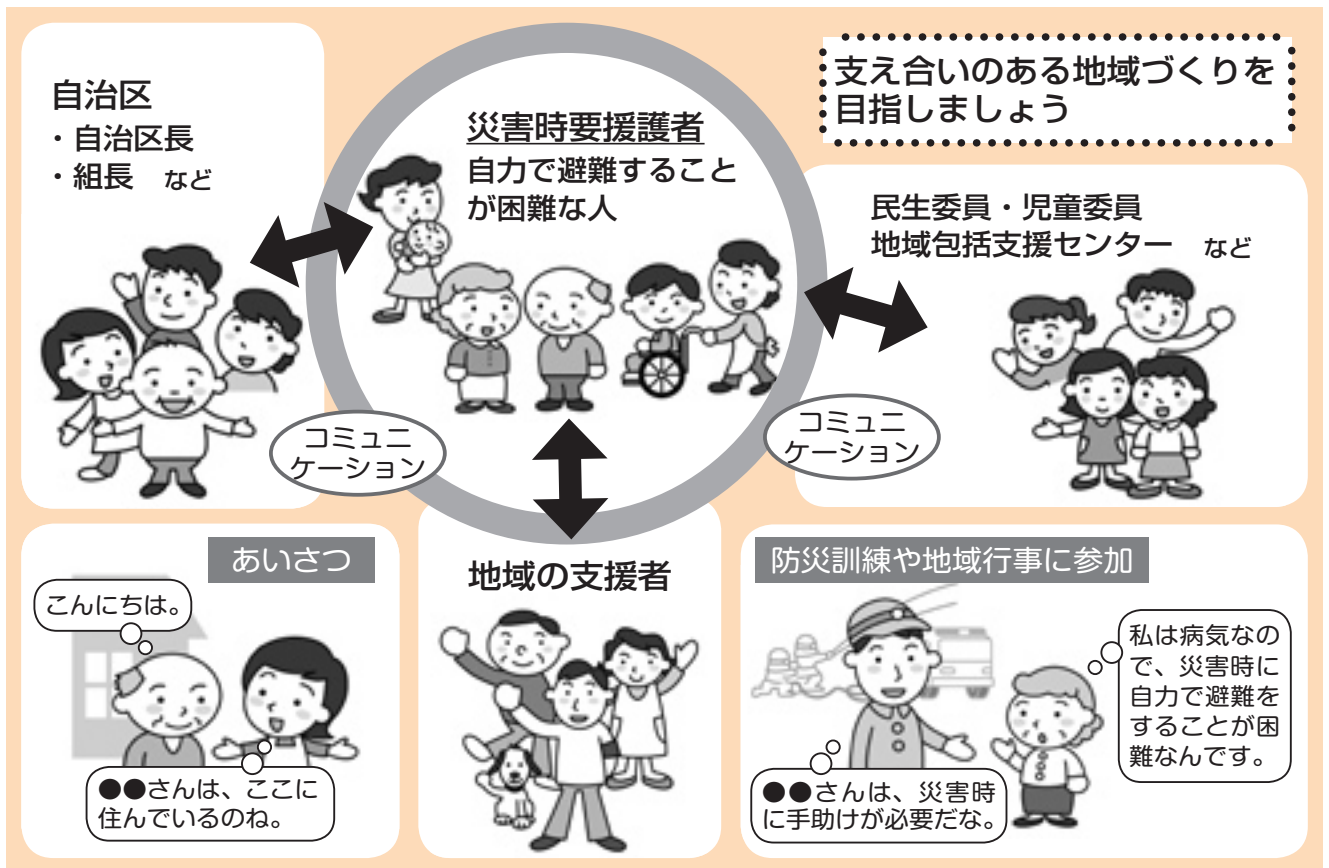 自治区
・自治区長
・組長 など
災害時要援護者
自力で避難すること
が困難な人
支え合いのある地域づくりを
目指しましょう
民生委員・児童委員
地域包括支援センター など
コミュニ
ケーション
コミュニ
ケーション
あいさつ
こんにちは。
●●さんは、ここに
住んでいるのね。
地域の支援者
防災訓練や地域行事に参加
私は病気なの
で、災害時に
自力で避難を
することが困
難なんです。
●●さんは、災害時
に手助けが必要だな。